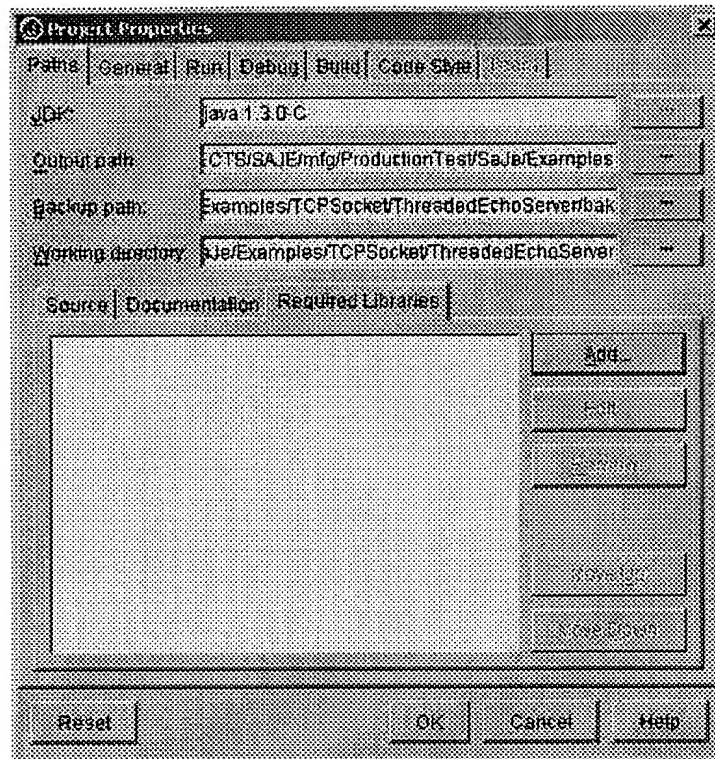 Project Properties
Paths General Run Debug Build Code Style
JDK: java 1.3.0-C
Output path: CTS/SAJE/mfg/ProductionTest/SaJe/Examples ...
Backup path: Examples/TCPSocket/ThreadedEchoServer/bak ...
Working directory: aJe/Examples/TCPSocket/ThreadedEchoServer ...
Source Documentation Required Libraries
Add...
Edit...
Move Up
Move Down
Reset OK Cancel Help